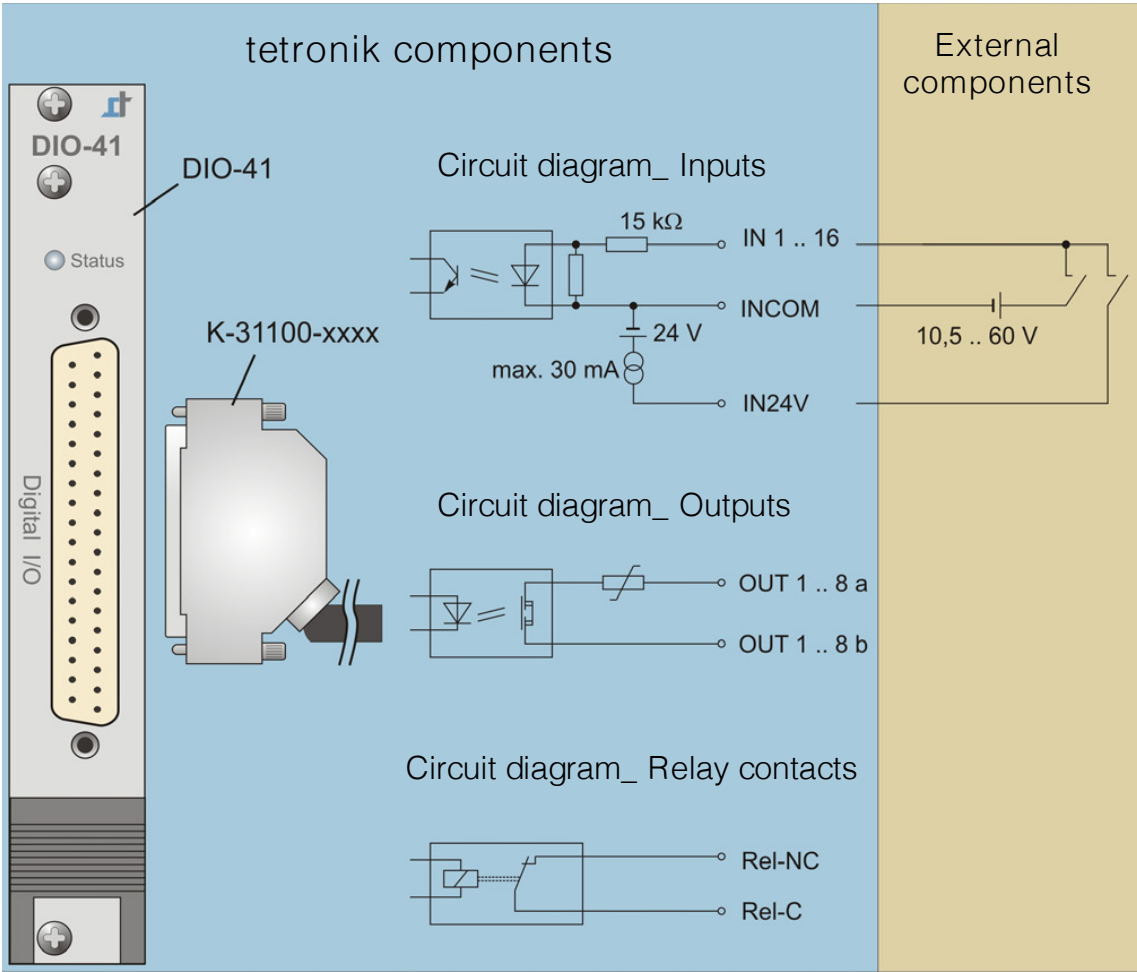 tetronik components
External
components
DIO-41
DIO-41
Status
K-31100-xxxx
Digital I/O
Circuit diagram_ Inputs
15 kΩ
IN 1 .. 16
INCOM
24 V
max. 30 mA
IN24V
10,5 .. 60 V
Circuit diagram_ Outputs
OUT 1 .. 8 a
OUT 1 .. 8 b
Circuit diagram_ Relay contacts
Rel-NC
Rel-C